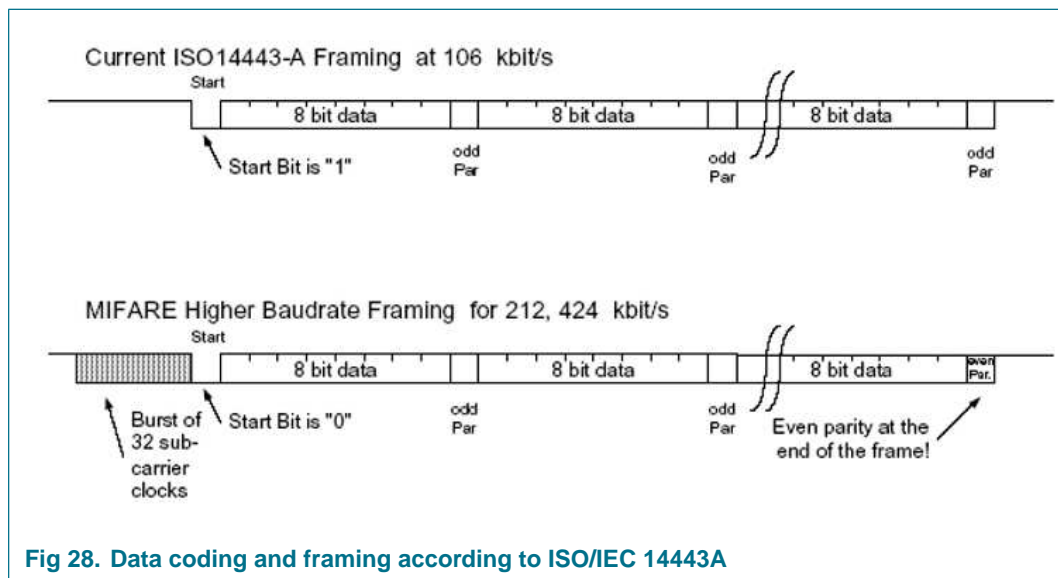 Current ISO14443-A Framing at 106 kbit/s
Start
8 bit data 8 bit data 8 bit data
Start Bit is "1"
odd
Par
odd
Par
odd
Par
MIFARE Higher Baudrate Framing for 212, 424 kbit/s
Start
8 bit data 8 bit data 8 bit data
even
Par.
Burst of
32 sub-
carrier
clocks
Start Bit is "0"
odd
Par
odd
Par
Even parity at the
end of the frame!
Fig 28. Data coding and framing according to ISO/IEC 14443A